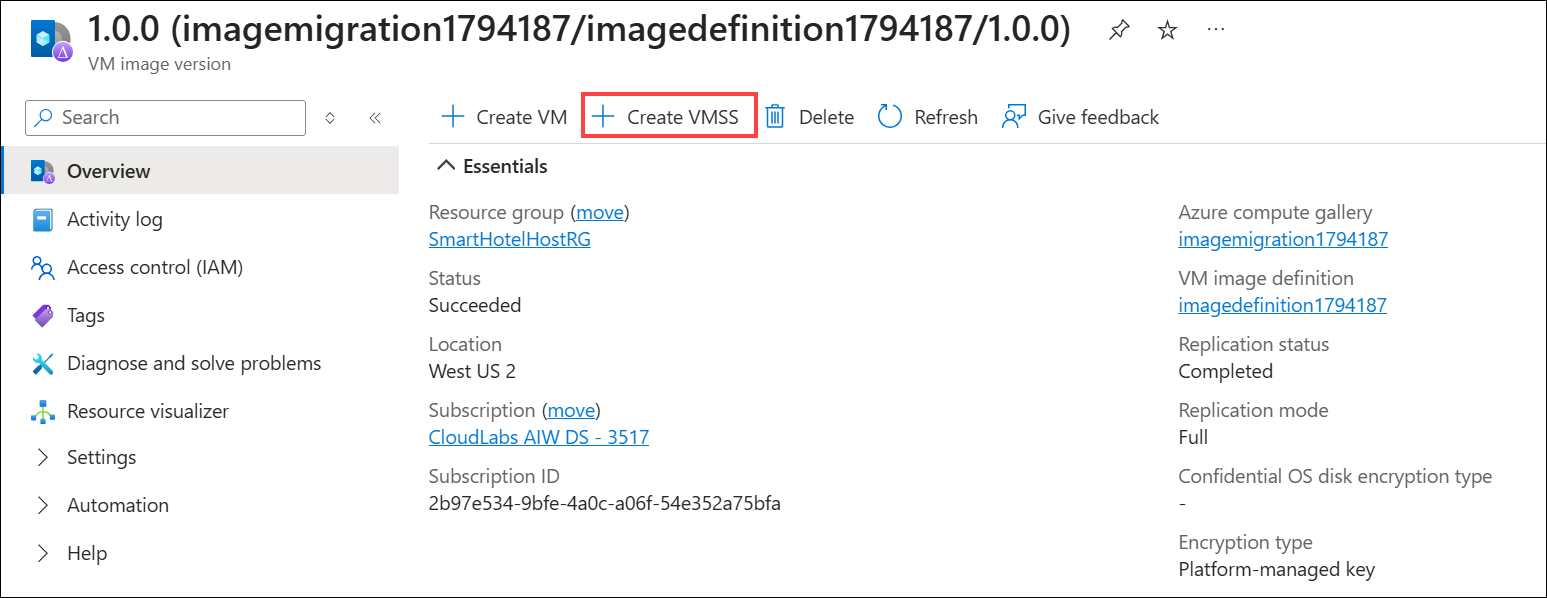 1.0.0 (imagemigration1794187/imagedefinition1794187/1.0.0)
VM image version
Search
Create VM
Create VMSS
Delete
Refresh
Give feedback
Overview
Activity log
Access control (IAM)
Tags
Diagnose and solve problems
Resource visualizer
Settings
Automation
Help
Essentials
Resource group (move)
SmartHotelHostRG
Status
Succeeded
Location
West US 2
Subscription (move)
CloudLabs AIW DS - 3517
Subscription ID
2b97e534-9bfe-4a0c-a06f-54e352a75bfa
Azure compute gallery
imagemigration1794187
VM image definition
imagedefinition1794187
Replication status
Completed
Replication mode
Full
Confidential OS disk encryption type
-
Encryption type
Platform-managed key